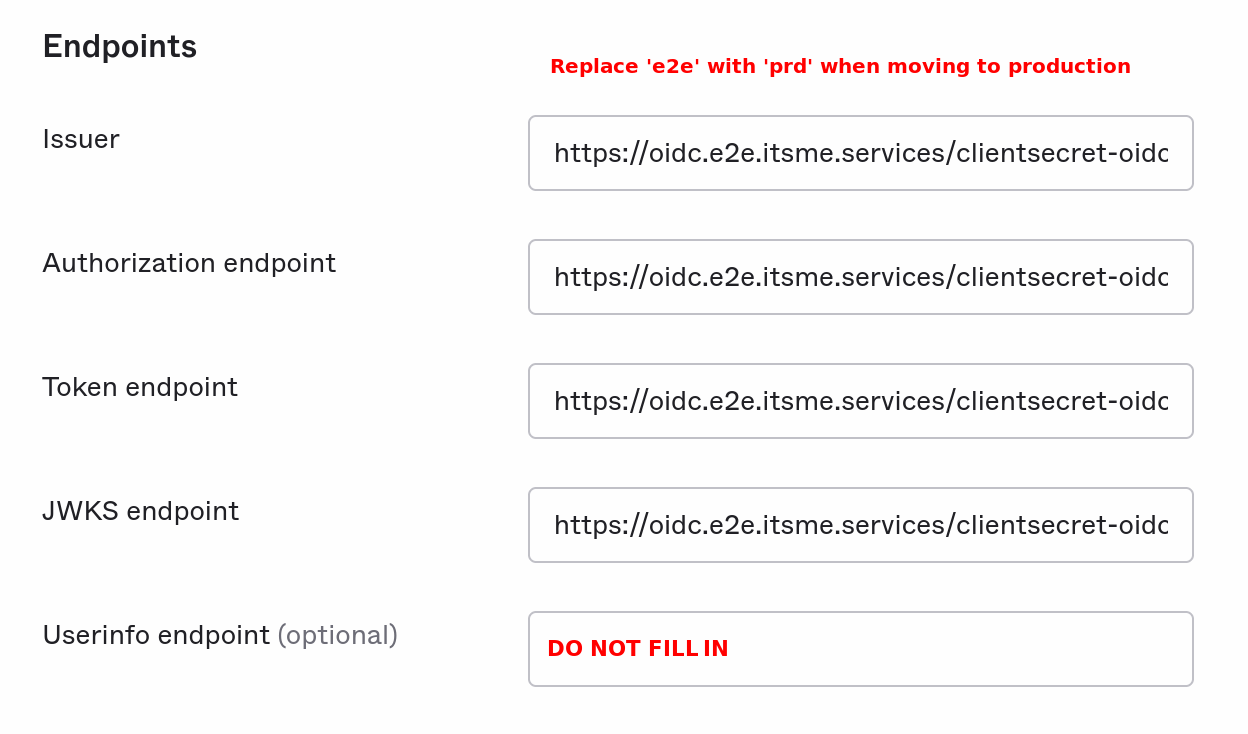 Endpoints
Replace 'e2e' with 'prd' when moving to production
Issuer
https://oidc.e2e.itsme.services/clientsecret-oidc
Authorization endpoint
https://oidc.e2e.itsme.services/clientsecret-oidc
Token endpoint
https://oidc.e2e.itsme.services/clientsecret-oidc
JWKS endpoint
https://oidc.e2e.itsme.services/clientsecret-oidc
Userinfo endpoint (optional)
DO NOT FILL IN